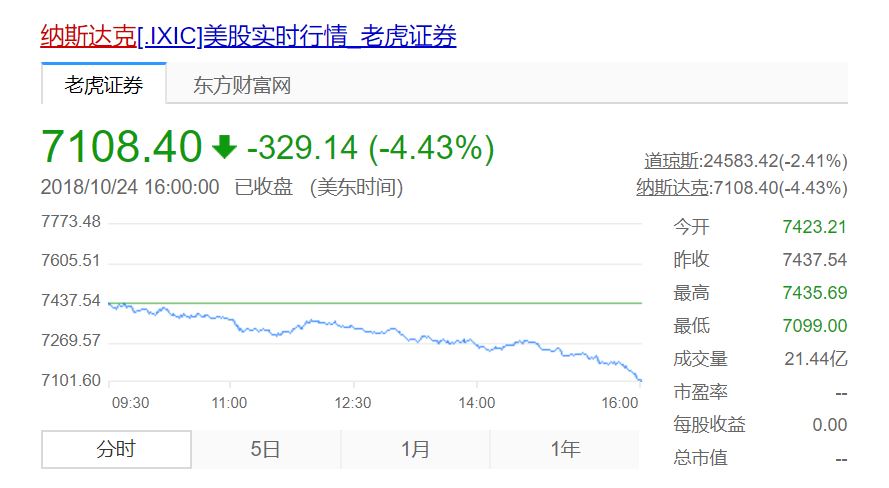 纳斯达克[.IXIC]美股实时行情_老虎证券
老虎证券 东方财富网
7108.40 -329.14 (-4.43%)
2018/10/24 16:00:00 已收盘 (美东时间)
道琼斯:24583.42(-2.41%)
纳斯达克:7108.40(-4.43%)
7773.48
7605.51
7437.54
7269.57
7101.60
09:30 11:00 12:30 14:00 16:00
分时 5日 1月 1年
今开 7423.21
昨收 7437.54
最高 7435.69
最低 7099.00
成交量 21.44亿
市盈率 --
每股收益 0.00
总市值 --